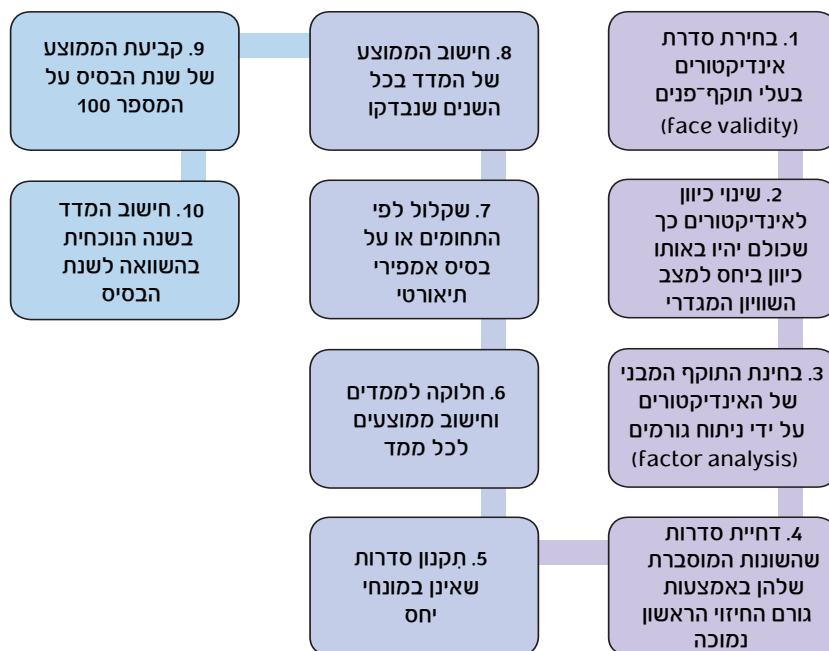 1. בחירת סדרת
אינדיקטורים
בעלי תוקף־פנים
(face validity)
2. שינוי כיוון
לאינדיקטורים כך
שכולם יהיו באותו
כיוון ביחס למצב
השוויון המגדרי
3. בחינת התוקף המבני
של האינדיקטורים
על ידי ניתוח גורמים
(factor analysis)
4. דחיית סדרות
שהשונות המוסברת
שלהן באמצעות
גורם החיזוי הראשון
נמוכה
5. תִקנון סדרות
שאינן במונחי
יחס
6. חלוקה לממדים
וחישוב ממוצעים
לכל ממד
7. שקלול לפי
התחומים או על
בסיס אמפירי
תיאורטי
8. חישוב הממוצע
של המדד בכל
השנים שנבדקו
9. קביעת הממוצע
של שנת הבסיס על
המספר 100
10. חישוב המדד
בשנה הנוכחית
בהשוואה לשנת
הבסיס